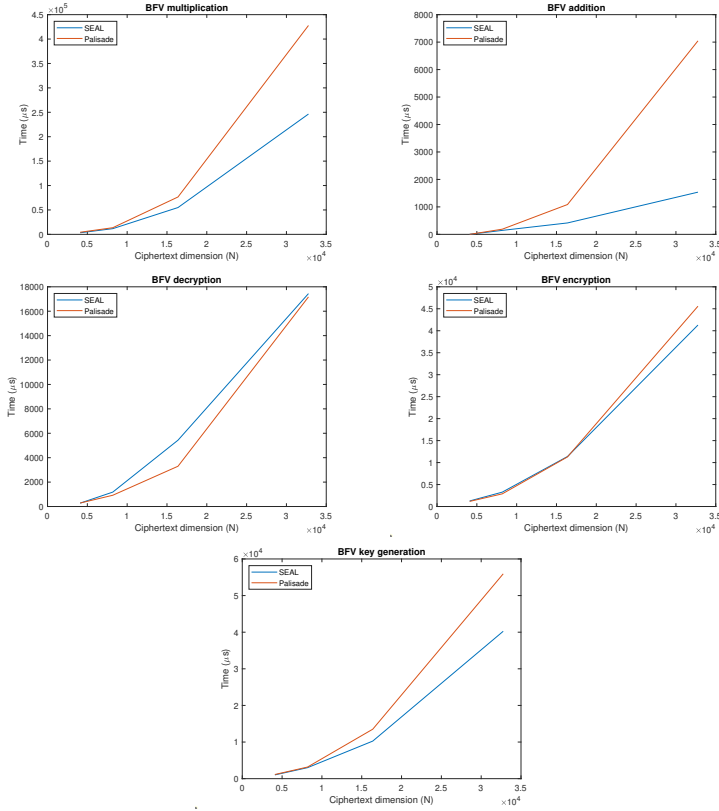 BFV multiplication
×10^5
4.5
4
3.5
3
2.5
2
1.5
1
0.5
0
Time (μs)
SEAL
Palisade
0 0.5 1 1.5 2 2.5 3 3.5
Ciphertext dimension (N)
×10^4
BFV addition
8000
7000
6000
5000
4000
3000
2000
1000
0
Time (μs)
SEAL
Palisade
0 0.5 1 1.5 2 2.5 3 3.5
Ciphertext dimension (N)
×10^4
BFV decryption
18000
16000
14000
12000
10000
8000
6000
4000
2000
0
Time (μs)
SEAL
Palisade
0 0.5 1 1.5 2 2.5 3 3.5
Ciphertext dimension (N)
×10^4
BFV encryption
×10^4
5
4.5
4
3.5
3
2.5
2
1.5
1
0.5
0
Time (μs)
SEAL
Palisade
0 0.5 1 1.5 2 2.5 3 3.5
Ciphertext dimension (N)
×10^4
BFV key generation
×10^4
6
5
4
3
2
1
0
Time (μs)
SEAL
Palisade
0 0.5 1 1.5 2 2.5 3 3.5
Ciphertext dimension (N)
×10^4